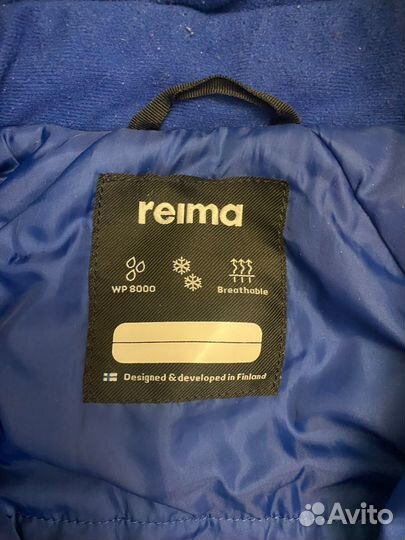 reima
WP 8000
Breathable
Designed & developed in Finland
Avito